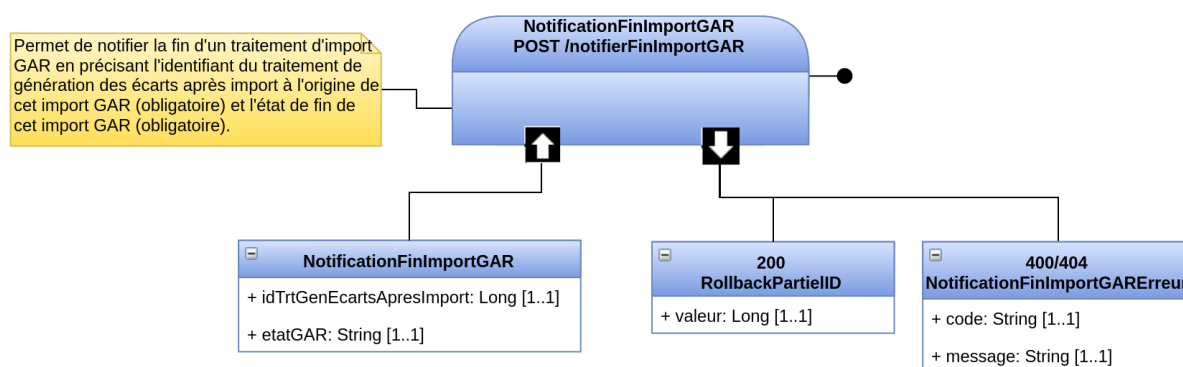 NotificationFinImportGAR
POST /notifierFinImportGAR
Permet de notifier la fin d'un traitement d'import
GAR en précisant l'identifiant du traitement de
génération des écarts après import à l'origine de
cet import GAR (obligatoire) et l'état de fin de
cet import GAR (obligatoire).
NotificationFinImportGAR
+ idTrtGenEcartsApresImport: Long [1..1]
+ etatGAR: String [1..1]
200
RollbackPartielID
+ valeur: Long [1..1]
400/404
NotificationFinImportGARErreur
+ code: String [1..1]
+ message: String [1..1]